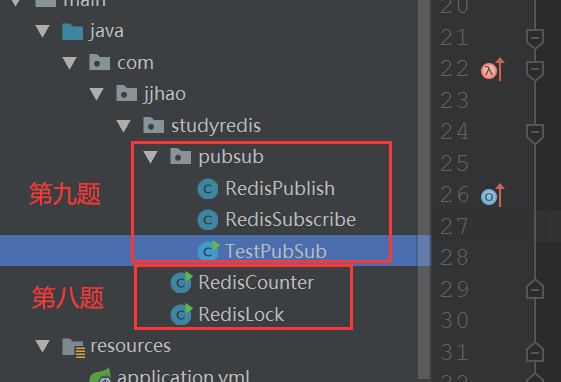 main
java
com
jjhao
studyredis
pubsub
第九题
RedisPublish
RedisSubscribe
TestPubSub
RedisCounter
第八题
RedisLock
resources
application.yml
20
21
22
23
24
25
26
27
28
29
30
31